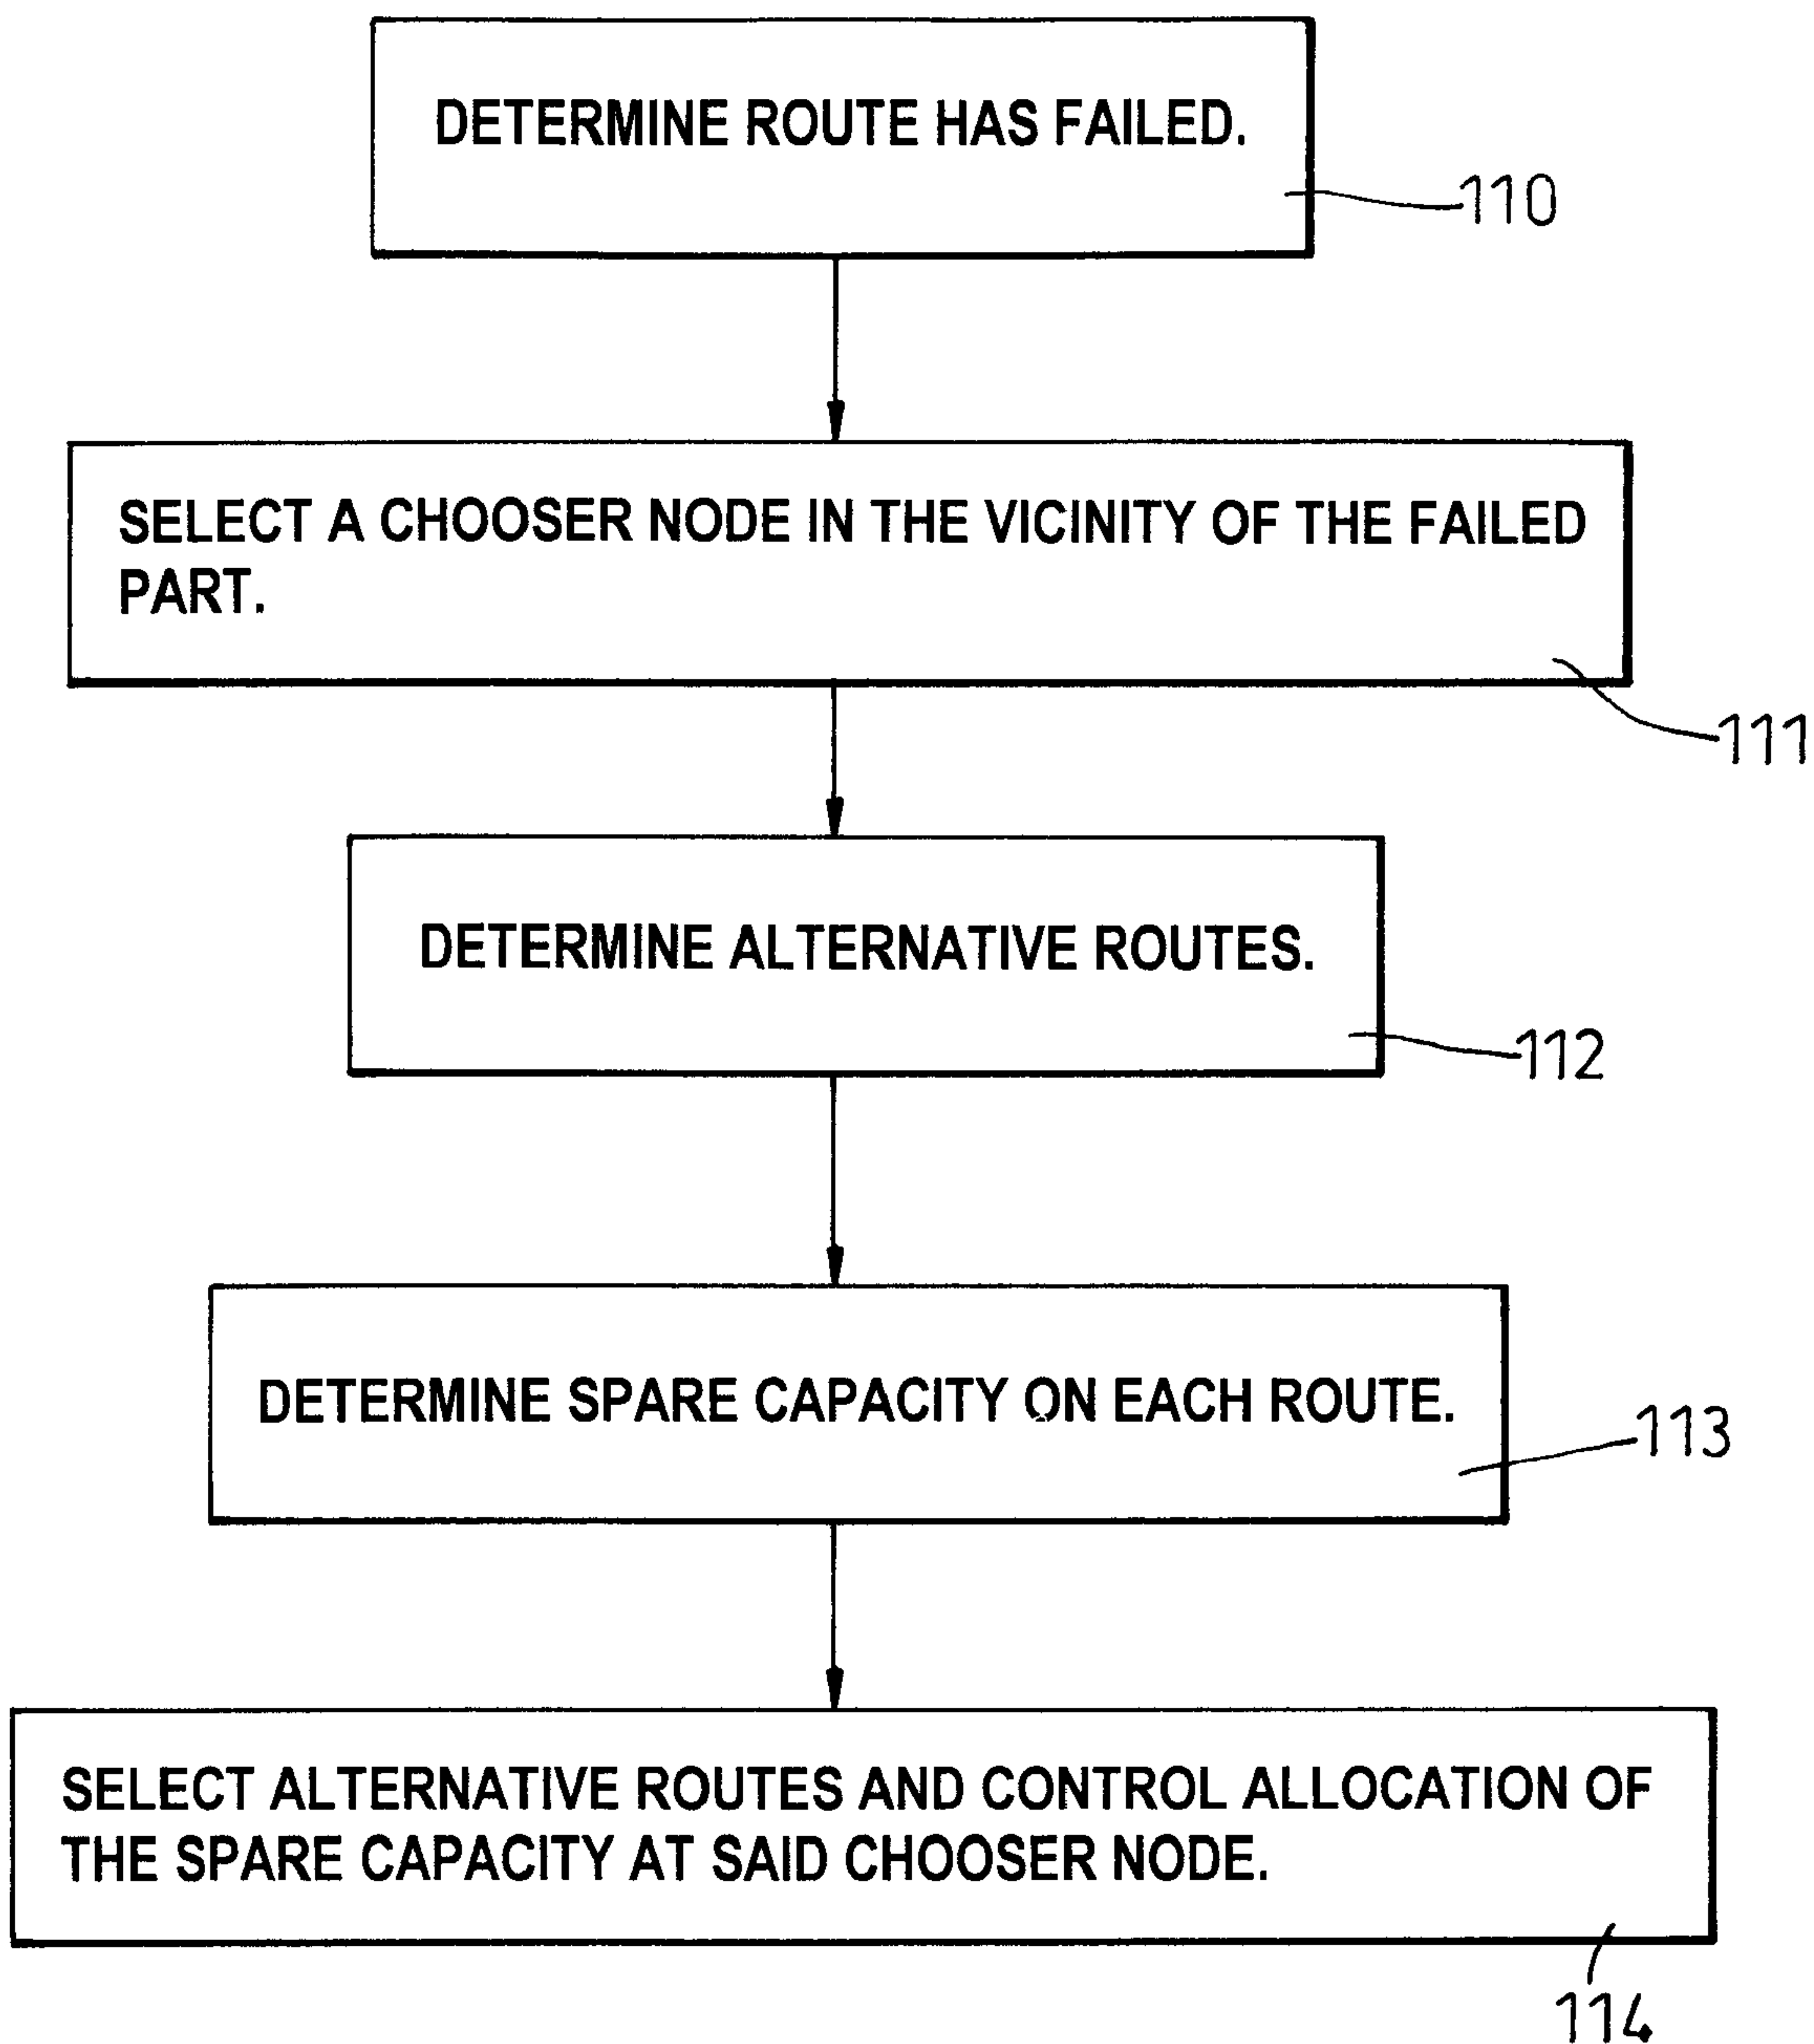 DETERMINE ROUTE HAS FAILED.
110
SELECT A CHOOSER NODE IN THE VICINITY OF THE FAILED
PART.
111
DETERMINE ALTERNATIVE ROUTES.
112
DETERMINE SPARE CAPACITY ON EACH ROUTE.
113
SELECT ALTERNATIVE ROUTES AND CONTROL ALLOCATION OF
THE SPARE CAPACITY AT SAID CHOOSER NODE.
114